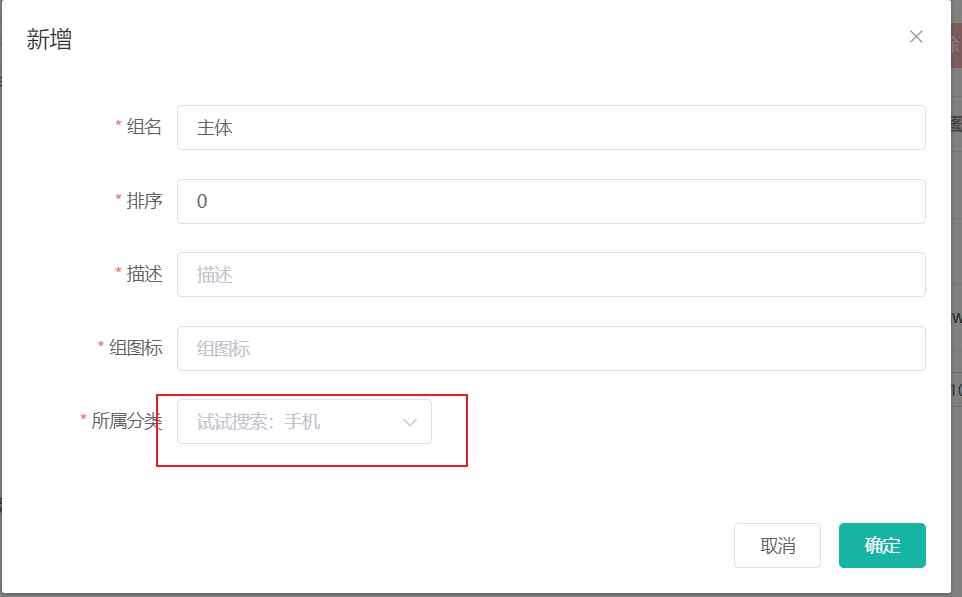 新增
* 组名 主体
* 排序 0
* 描述 描述
* 组图标 组图标
* 所属分类 试试搜索：手机
取消 确定